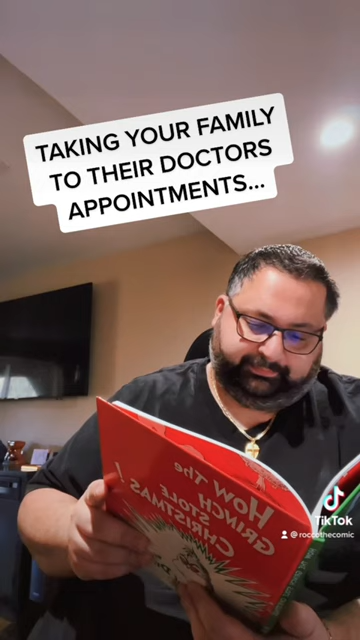 TAKING YOUR FAMILY
TO THEIR DOCTORS
APPOINTMENTS...
How The
GRINCH
STOLE
CHRISTMAS!
TikTok
@roccothecomic